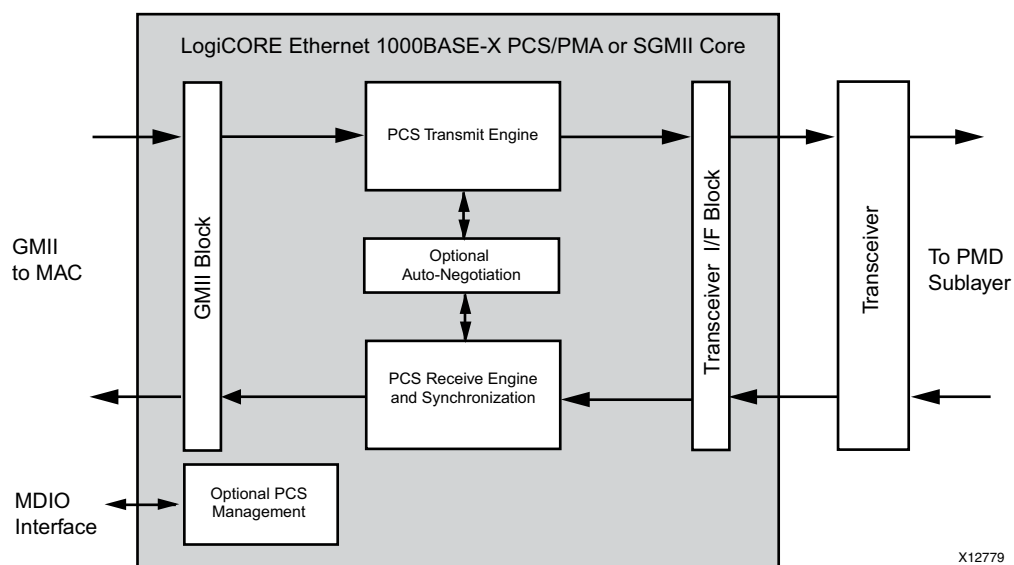 LogiCORE Ethernet 1000BASE-X PCS/PMA or SGMII Core
GMII Block
PCS Transmit Engine
Transceiver I/F Block
Transceiver
GMII
to MAC
Optional
Auto-Negotiation
To PMD
Sublayer
PCS Receive Engine
and Synchronization
MDIO
Interface
Optional PCS
Management
X12779